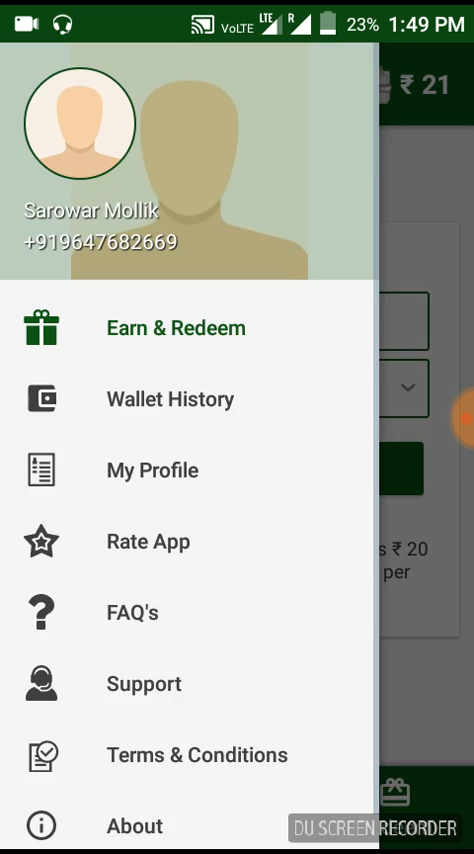 VoLTE LTE R 23% 1:49 PM
₹ 21
Sarowar Mollik
+919647682669
Earn & Redeem
Wallet History
My Profile
Rate App
s ₹ 20
per
FAQ's
Support
Terms & Conditions
About
DU SCREEN RECORDER